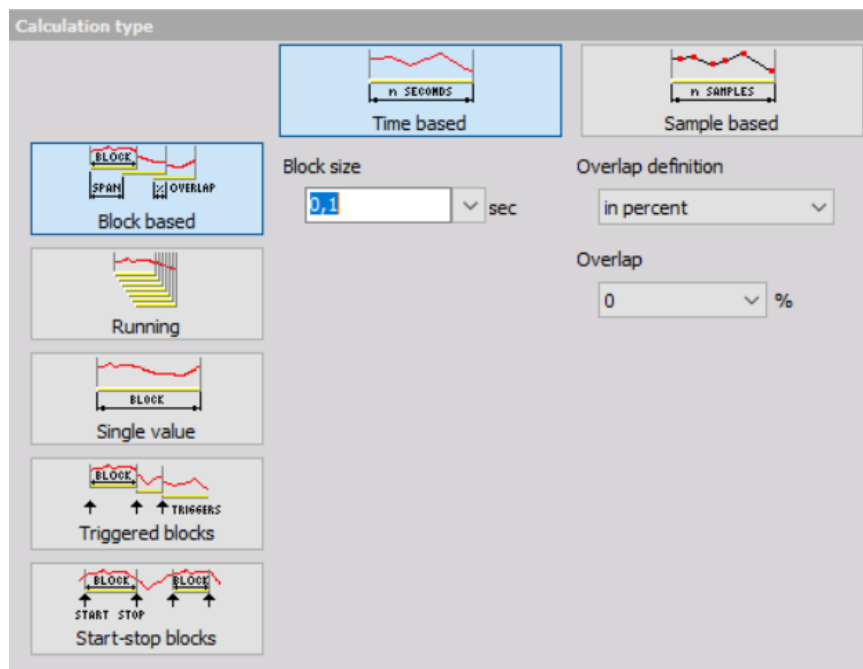 Calculation type
n SECONDS
Time based
n SAMPLES
Sample based
BLOCK
SPAN % OVERLAP
Block based
Block size
0,1 sec
Overlap definition
in percent
Overlap
0 %
Running
BLOCK
Single value
BLOCK
TRIGGERS
Triggered blocks
BLOCK BLOCK
START STOP
Start-stop blocks